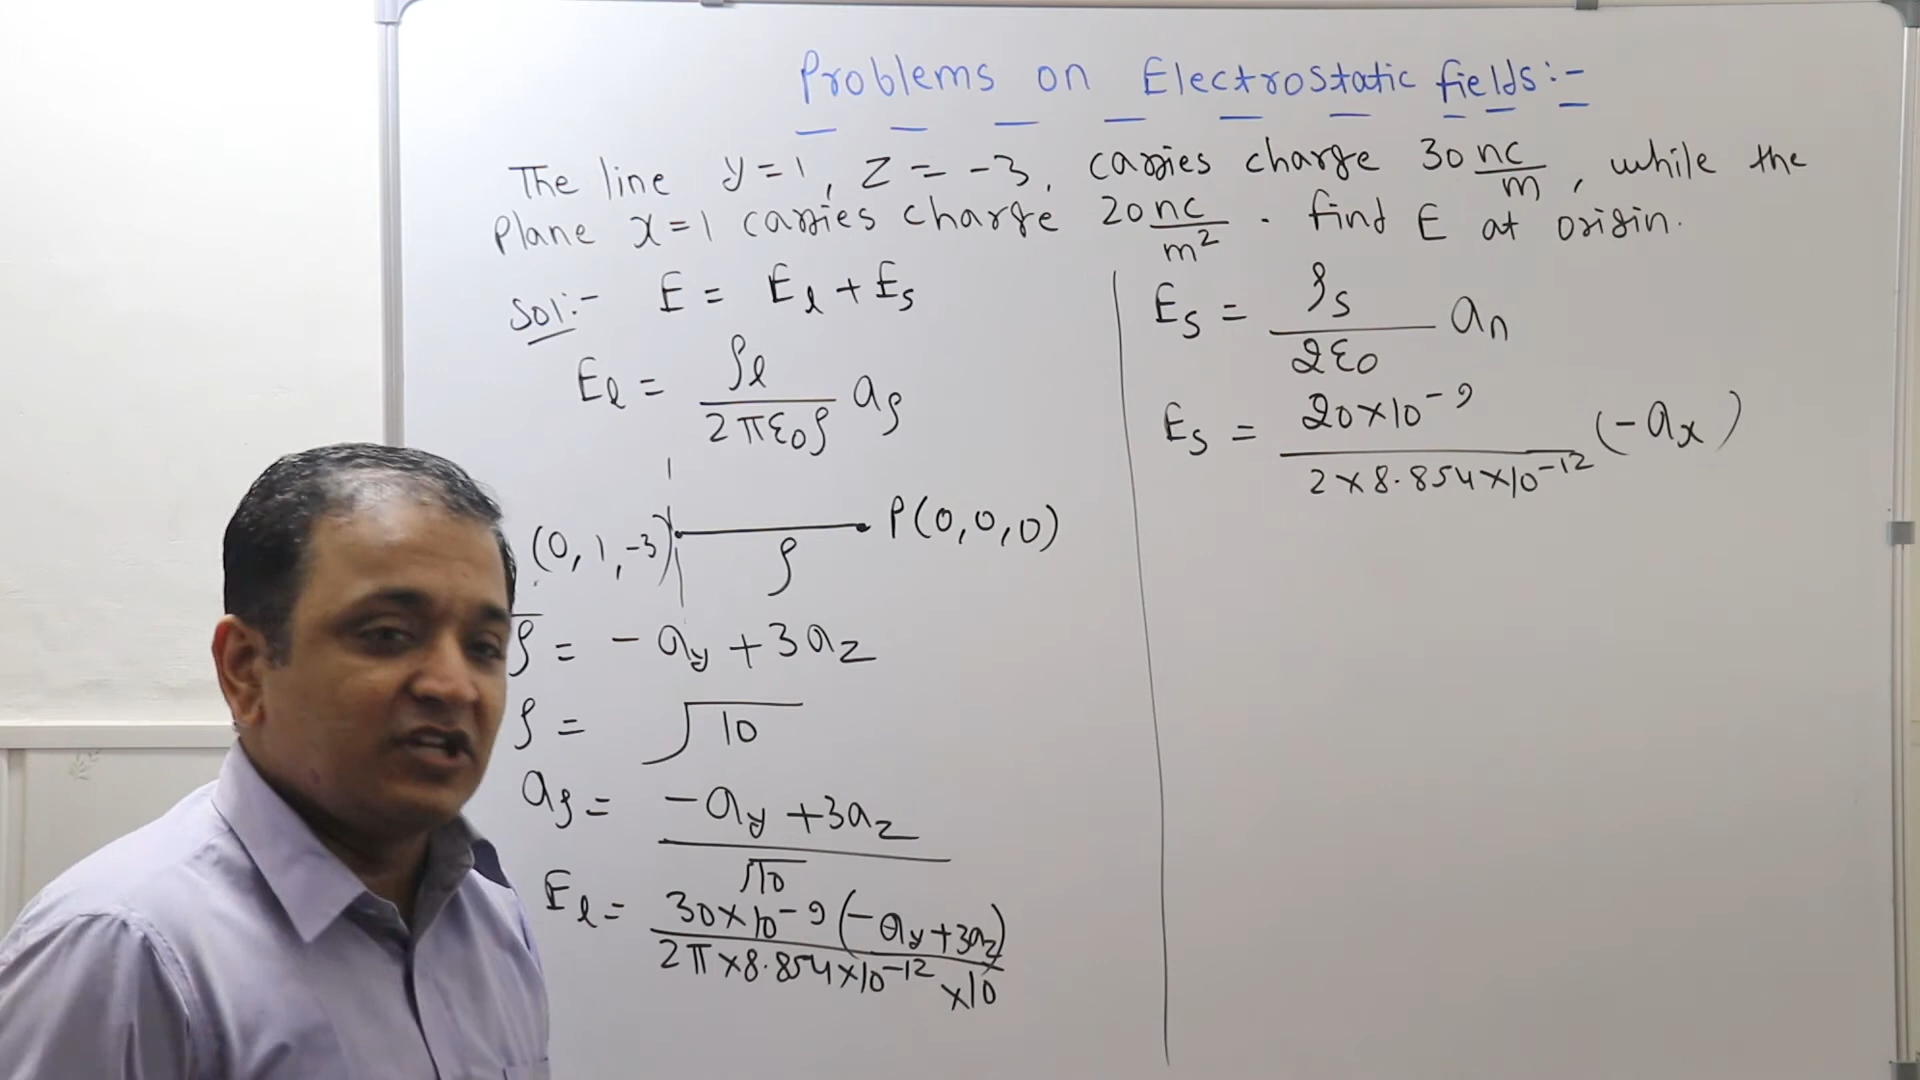 Problems on Electrostatic fields:-
The line y=1, z=-3, carries charge 30 nc/m, while the
plane x=1 carries charge 20 nc/m². find E at origin.
Sol:- E = El + Es
El = ρl / 2πε0ρ aρ
(0, 1, -3) ρ P(0,0,0)
ρ̅ = -ay + 3az
ρ = √10
aρ = -ay + 3az / √10
El = 30×10⁻⁹ (-ay + 3az) / 2π×8.854×10⁻¹² ×10
Es = ρs / 2ε0 an
Es = 20×10⁻⁹ / 2×8.854×10⁻¹² (-ax)